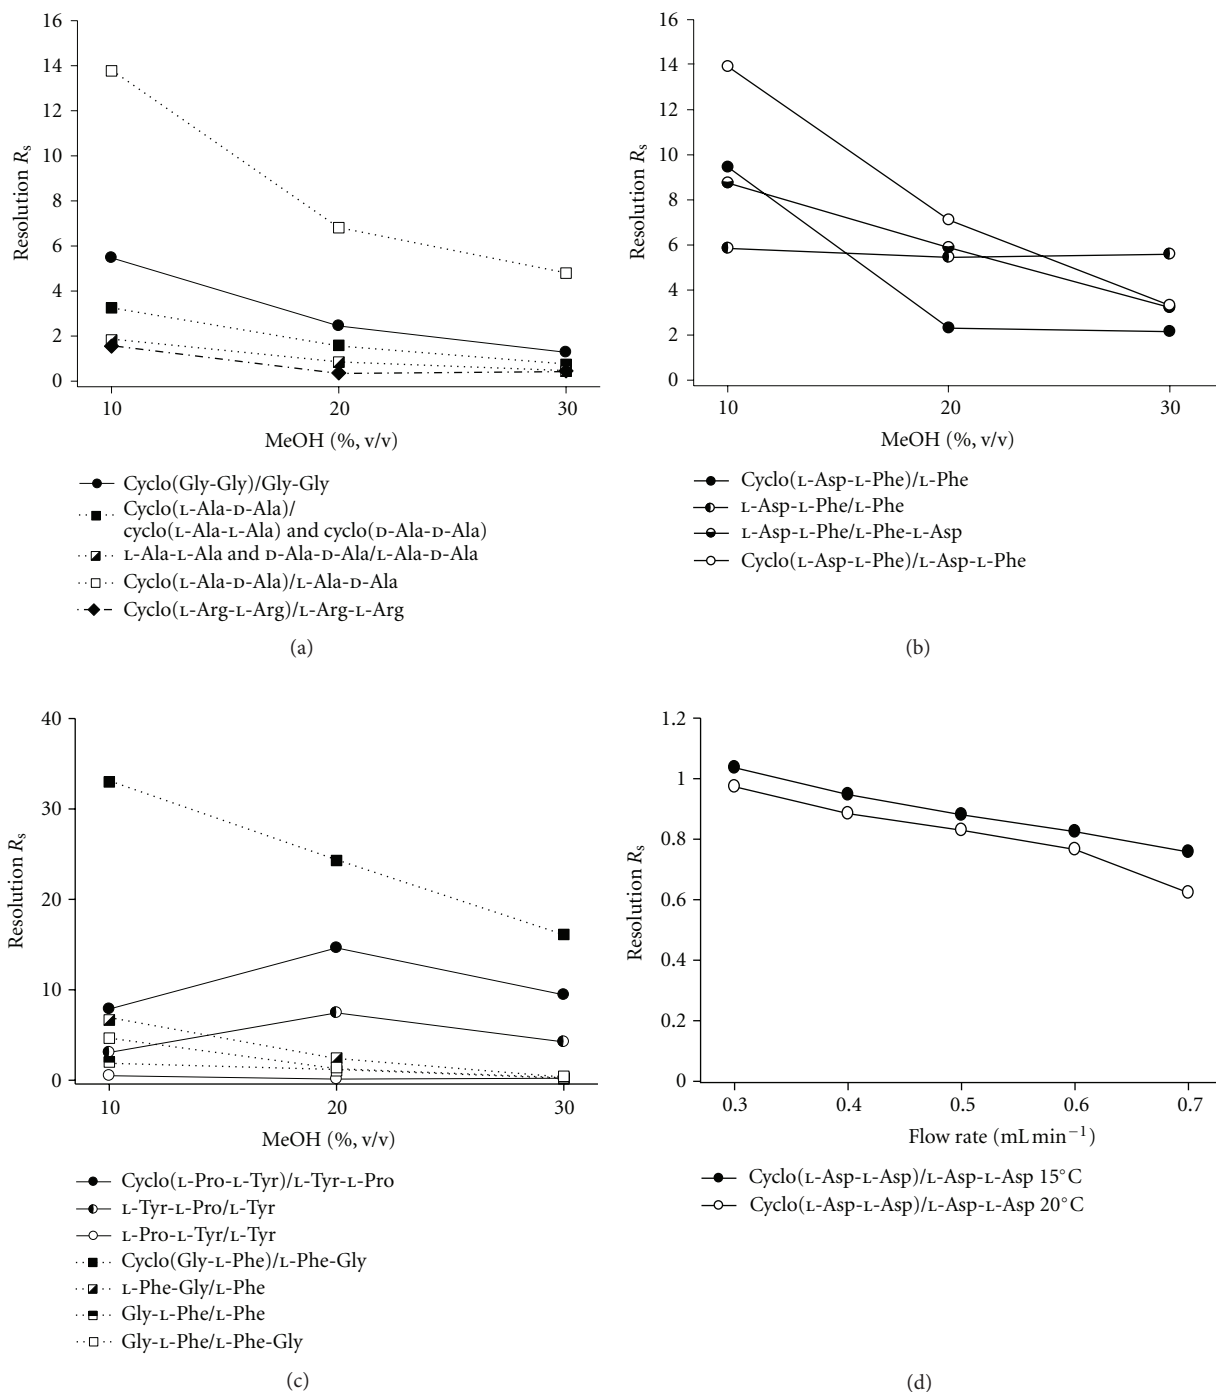 16
14
12
10
8
6
4
2
0
Resolution Rs
10 20 30
MeOH (%, v/v)
Cyclo(Gly-Gly)/Gly-Gly
Cyclo(L-Ala-D-Ala)/
cyclo(L-Ala-L-Ala) and cyclo(D-Ala-D-Ala)
L-Ala-L-Ala and D-Ala-D-Ala/L-Ala-D-Ala
Cyclo(L-Ala-D-Ala)/L-Ala-D-Ala
Cyclo(L-Arg-L-Arg)/L-Arg-L-Arg
(a)
16
14
12
10
8
6
4
2
0
Resolution Rs
10 20 30
MeOH (%, v/v)
Cyclo(L-Asp-L-Phe)/L-Phe
L-Asp-L-Phe/L-Phe
L-Asp-L-Phe/L-Phe-L-Asp
Cyclo(L-Asp-L-Phe)/L-Asp-L-Phe
(b)
40
30
20
10
0
Resolution Rs
10 20 30
MeOH (%, v/v)
Cyclo(L-Pro-L-Tyr)/L-Tyr-L-Pro
L-Tyr-L-Pro/L-Tyr
L-Pro-L-Tyr/L-Tyr
Cyclo(Gly-L-Phe)/L-Phe-Gly
L-Phe-Gly/L-Phe
Gly-L-Phe/L-Phe
Gly-L-Phe/L-Phe-Gly
(c)
1.2
1
0.8
0.6
0.4
0.2
0
Resolution Rs
0.3 0.4 0.5 0.6 0.7
Flow rate (mL min−1)
Cyclo(L-Asp-L-Asp)/L-Asp-L-Asp 15°C
Cyclo(L-Asp-L-Asp)/L-Asp-L-Asp 20°C
(d)